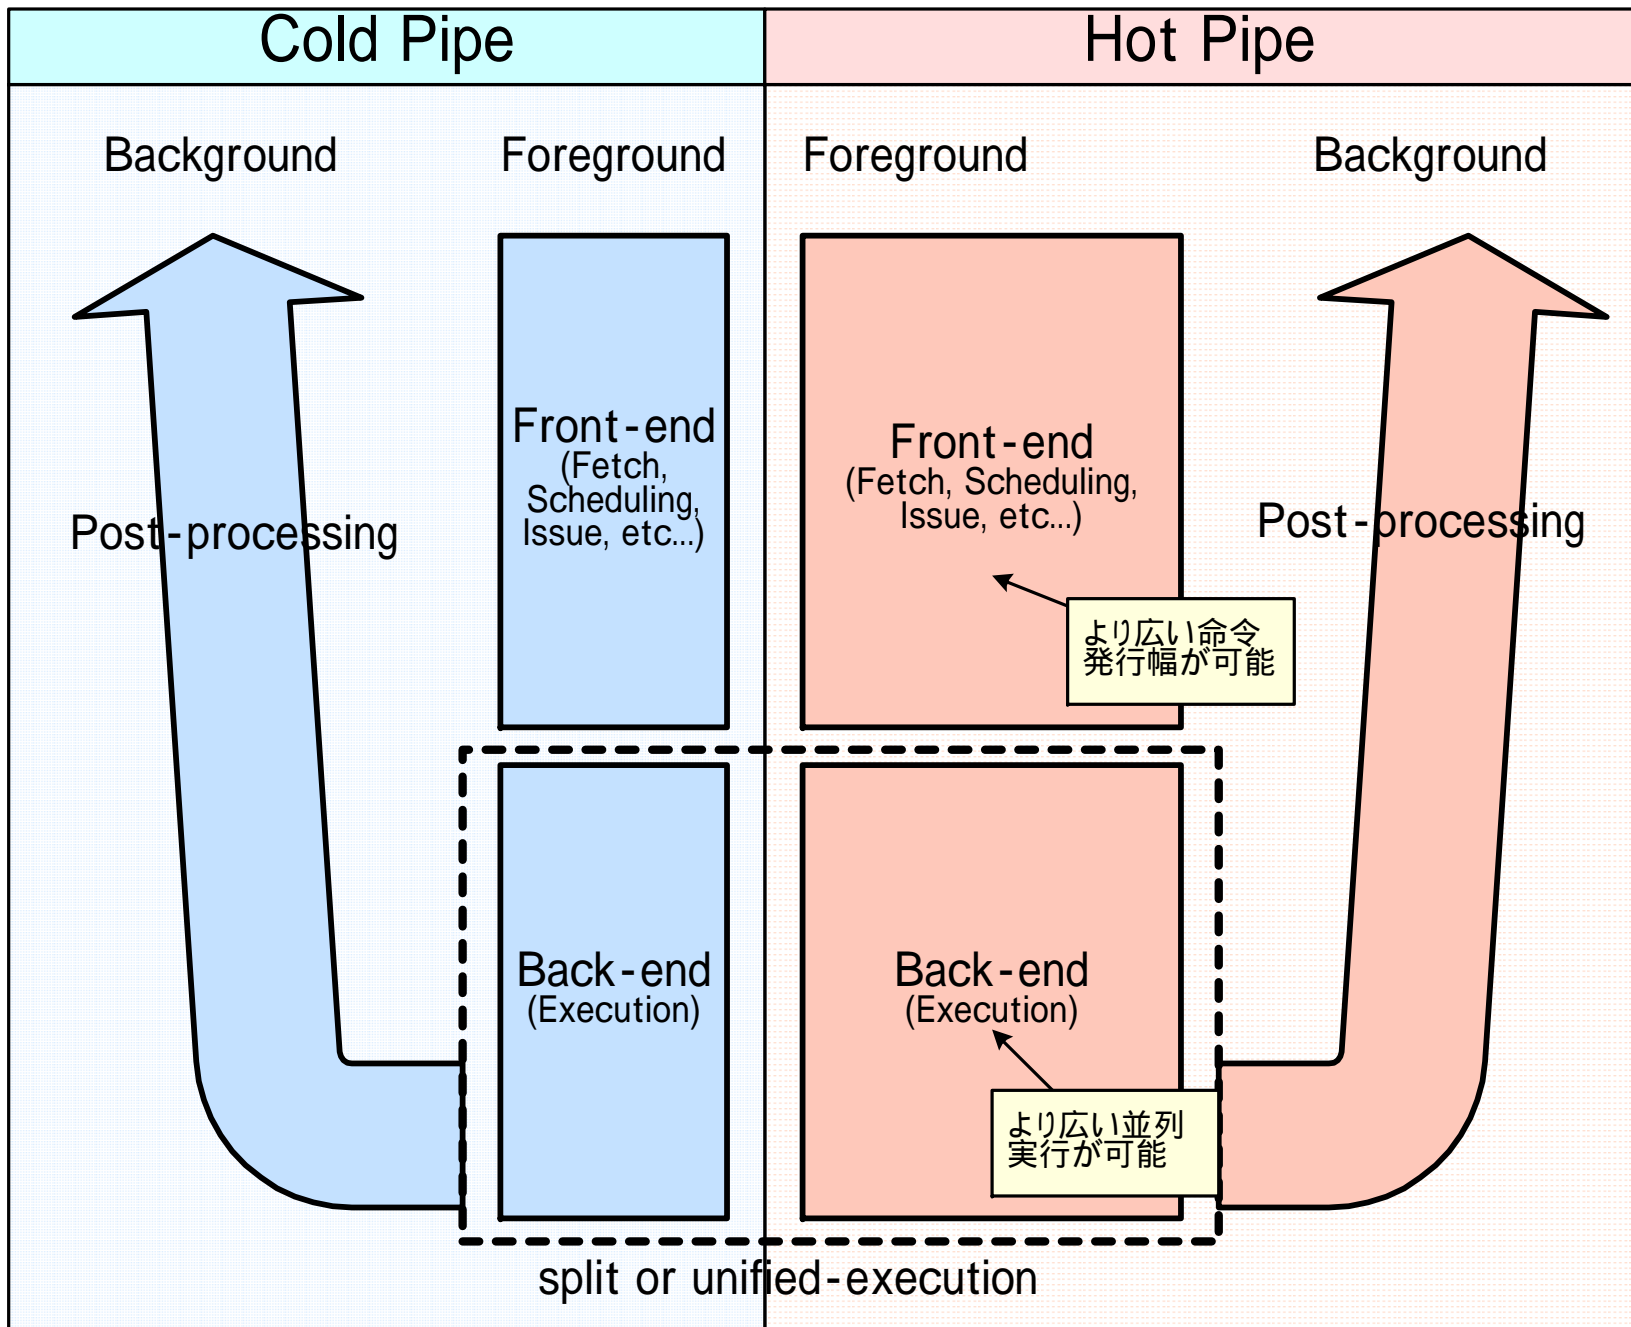 Cold Pipe
Hot Pipe
Background
Foreground
Foreground
Background
Front-end
(Fetch,
Scheduling,
Issue, etc...)
Front-end
(Fetch, Scheduling,
Issue, etc...)
Post-processing
Post-processing
より広い命令
発行幅が可能
Back-end
(Execution)
Back-end
(Execution)
より広い並列
実行が可能
split or unified-execution